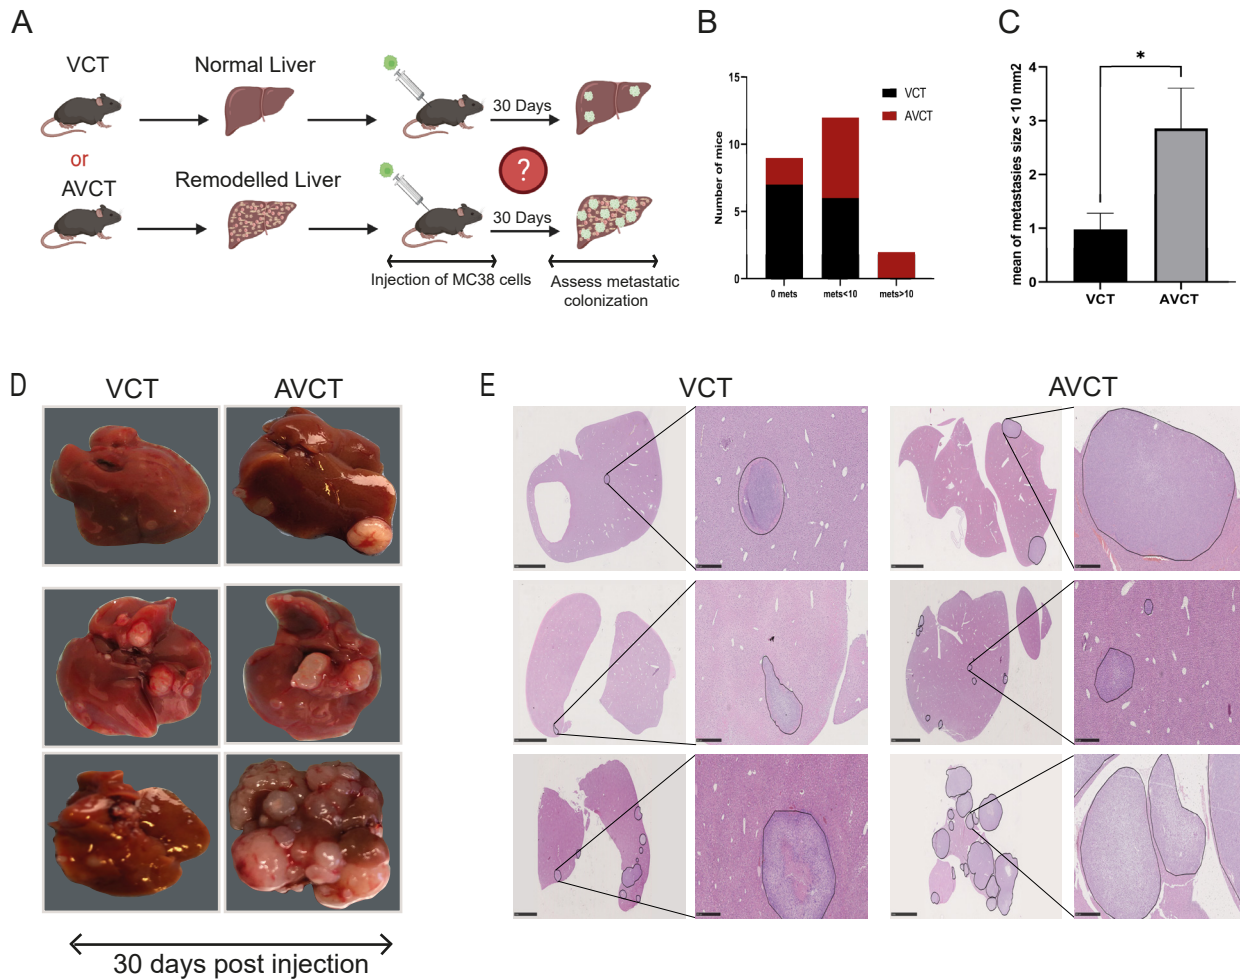 A
VCT
Normal Liver
30 Days
or
AVCT
Remodelled Liver
?
30 Days
Injection of MC38 cells
Assess metastatic
colonization
B
Number of mice
15
10
5
0
0 mets
mets<10
mets>10
VCT
AVCT
C
mean of metastasies size < 10 mm2
4
3
2
1
0
*
VCT
AVCT
D
VCT
AVCT
30 days post injection
E
VCT
AVCT